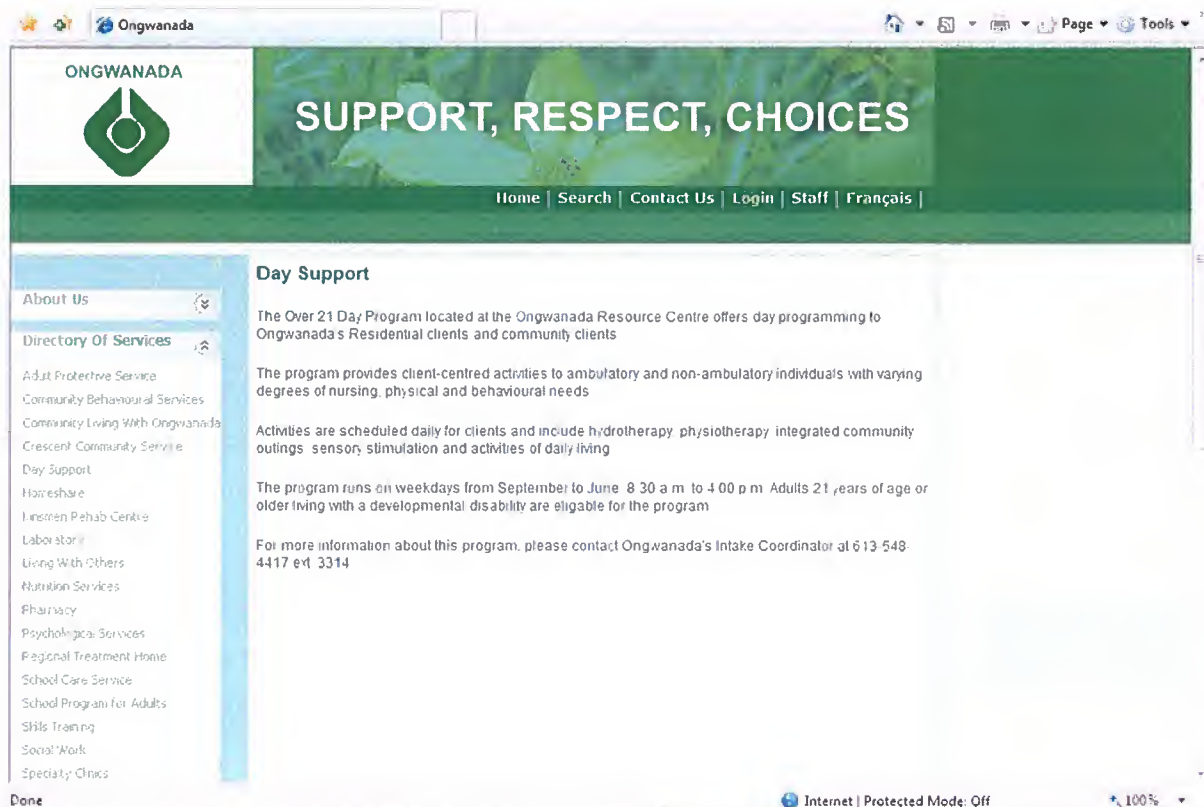 Ongwanada
Page
Tools
ONGWANADA
SUPPORT, RESPECT, CHOICES
Home | Search | Contact Us | Login | Staff | Français |
About Us
Directory Of Services
Adult Protective Service
Community Behavioural Services
Community Living With Ongwanada
Crescent Community Service
Day Support
Homeshare
Kinsmen Rehab Centre
Laboratory
Living With Others
Nutrition Services
Pharmacy
Psychological Services
Regional Treatment Home
School Care Service
School Program for Adults
Skills Training
Social Work
Specialty Clinics
Day Support
The Over 21 Day Program located at the Ongwanada Resource Centre offers day programming to
Ongwanada's Residential clients and community clients
The program provides client-centred activities to ambulatory and non-ambulatory individuals with varying
degrees of nursing, physical and behavioural needs
Activities are scheduled daily for clients and include hydrotherapy, physiotherapy, integrated community
outings, sensory stimulation and activities of daily living
The program runs on weekdays from September to June, 8.30 a.m. to 4.00 p.m. Adults 21 years of age or
older living with a developmental disability are eligable for the program
For more information about this program, please contact Ongwanada's Intake Coordinator at 613-548-
4417 ext. 3314
Done
Internet | Protected Mode: Off
100%